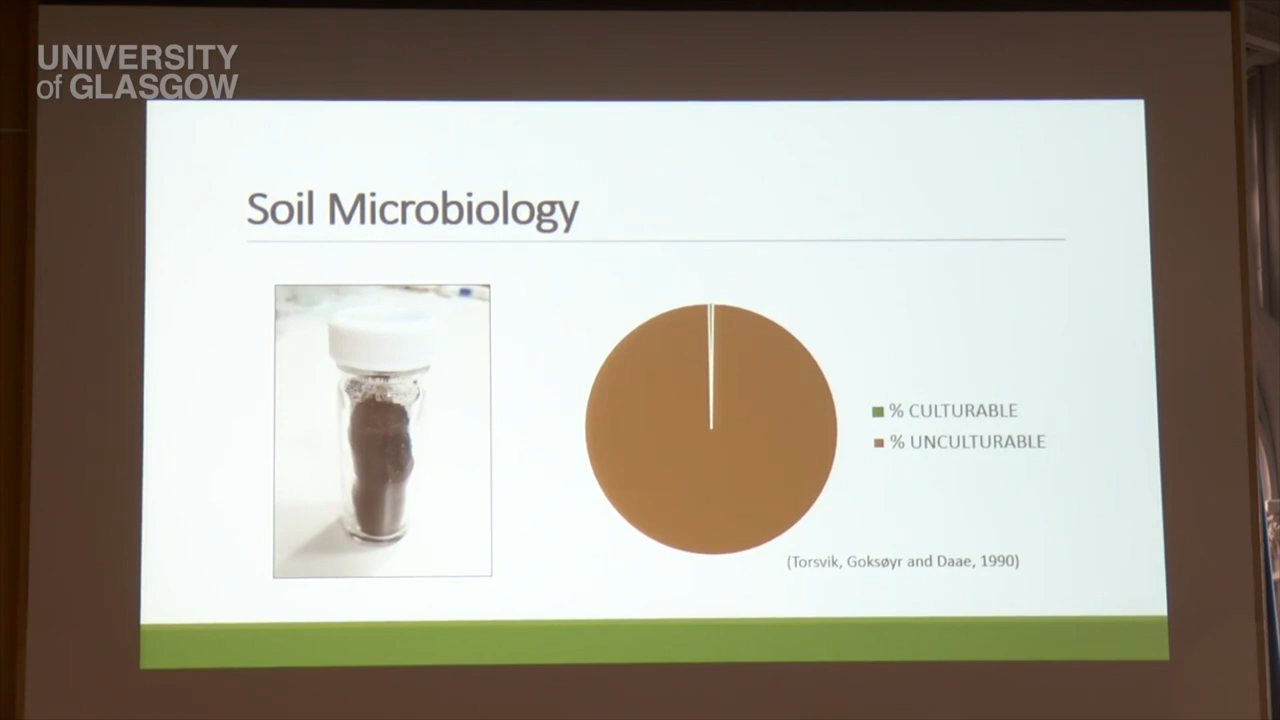 UNIVERSITY
of GLASGOW
Soil Microbiology
% CULTURABLE
% UNCULTURABLE
(Torsvik, Goksøyr and Daae, 1990)